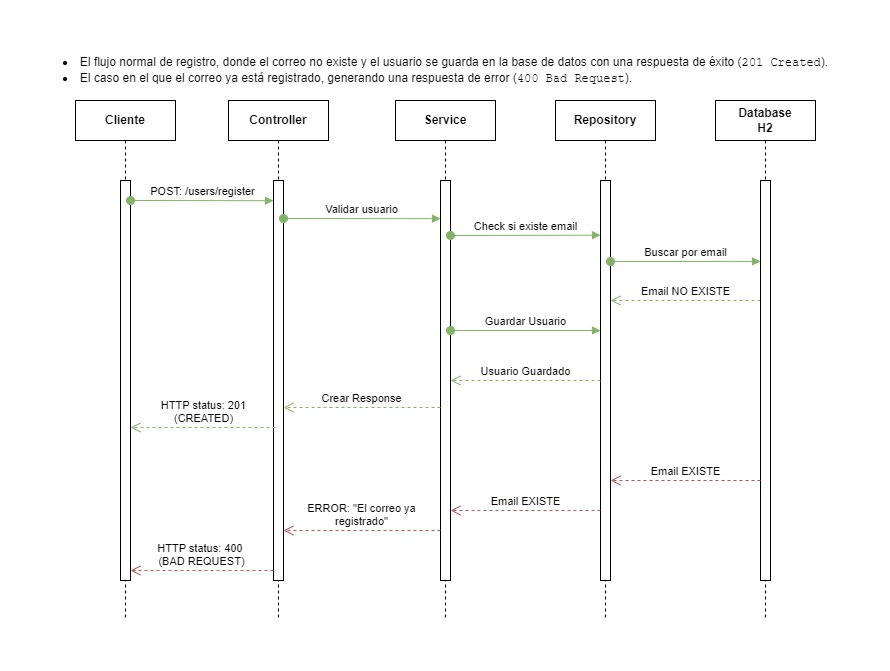 El flujo normal de registro, donde el correo no existe y el usuario se guarda en la base de datos con una respuesta de éxito (201 Created).
El caso en el que el correo ya está registrado, generando una respuesta de error (400 Bad Request).
Cliente
Controller
Service
Repository
Database
H2
POST: /users/register
Validar usuario
Check si existe email
Buscar por email
Email NO EXISTE
Guardar Usuario
Usuario Guardado
Crear Response
HTTP status: 201
(CREATED)
Email EXISTE
Email EXISTE
ERROR: "El correo ya
registrado"
HTTP status: 400
(BAD REQUEST)